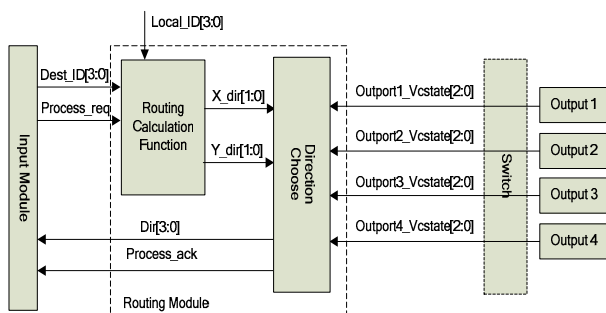 Local_ID[3:0]
Dest_ID[3:0]
Process_req
Input Module
Routing
Calculation
Function
X_dir[1:0]
Y_dir[1:0]
Direction
Choose
Outport1_Vcstate[2:0]
Outport2_Vcstate[2:0]
Outport3_Vcstate[2:0]
Outport4_Vcstate[2:0]
Switch
Output 1
Output 2
Output 3
Output 4
Dir[3:0]
Process_ack
Routing Module